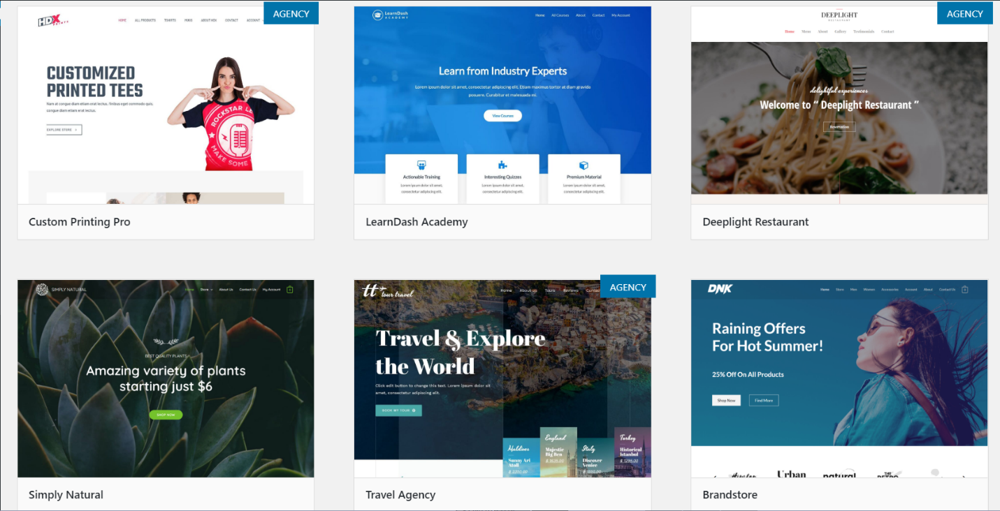 HDX PRINTS
HOME ALL PRODUCTS TSHIRTS MUGS ABOUT HDX CONTACT ACCOUNT
AGENCY
CUSTOMIZED
PRINTED TEES
Nam at congue diam etiam erat lectus, finibus eget commodo quis,
congue diam etiam erat lectus.
EXPLORE STORE >
ROCKSTAR
MAKE SOME
Custom Printing Pro
LearnDash
ACADEMY
Home All Courses About Contact My Account
Learn from Industry Experts
Lorem ipsum dolor sit amet, consectetur adipiscing elit. Etiam maximus tortor at diam gravida
posuere. Curabitur et malesuada mi.
View Courses
Actionable Training
Lorem ipsum dolor sit amet,
consectetur adipiscing elit.
Interesting Quizzes
Lorem ipsum dolor sit amet,
consectetur adipiscing elit.
Premium Material
Lorem ipsum dolor sit amet,
consectetur adipiscing elit.
LearnDash Academy
DEEPLIGHT
RESTAURANT
AGENCY
Home Menu About Gallery Testimonials Contact
delightful experiences
Welcome to “ Deeplight Restaurant ”
Reservation
Deeplight Restaurant
SIMPLY NATURAL
Home Store About Us Contact Us My Account
BEST QUALITY PLANTS
Amazing variety of plants
starting just $6
SHOP NOW
Simply Natural
tt
tour travel
Home About Us Tours Reviews
AGENCY
Travel & Explore
the World
Click edit button to change this text. Lorem ipsum dolor sit
amet, consectetur adipiscing elit.
BOOK MY TOUR
Maldives
Sunny Ari
Atoll
England
Majestic
Big Ben
Italy
Discover
Venice
Turkey
Historical
Istanbul
$ 1295.00
Travel Agency
DNK
Home Store Men Women Accessories Account About Contact Us
Raining Offers
For Hot Summer!
25% Off On All Products
Shop Now Find More
Urban
natural
THE
RETRO
Brandstore